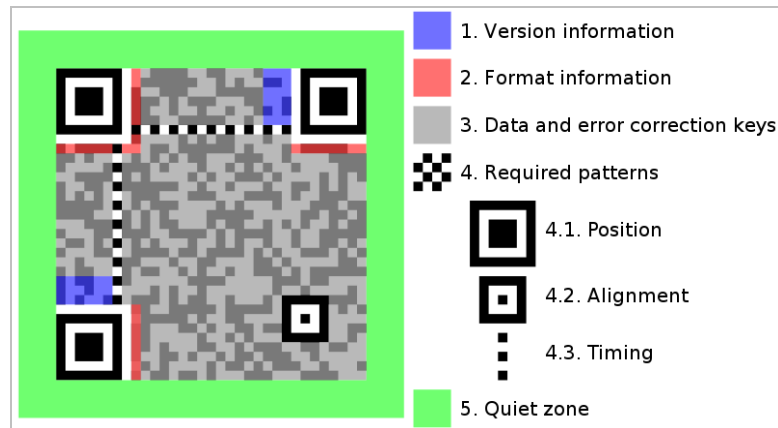 1. Version information
2. Format information
3. Data and error correction keys
4. Required patterns
4.1. Position
4.2. Alignment
4.3. Timing
5. Quiet zone